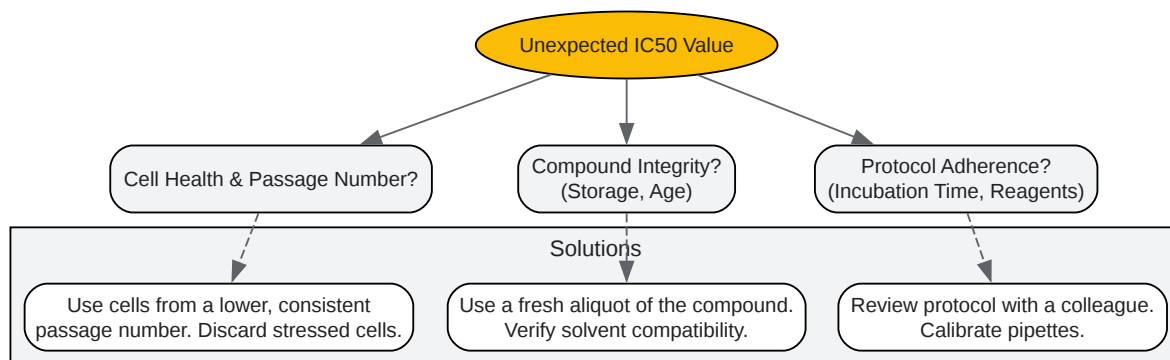 Unexpected IC50 Value
Cell Health & Passage Number?
Compound Integrity?
(Storage, Age)
Protocol Adherence?
(Incubation Time, Reagents)
Solutions
Use cells from a lower, consistent
passage number. Discard stressed cells.
Use a fresh aliquot of the compound.
Verify solvent compatibility.
Review protocol with a colleague.
Calibrate pipettes.